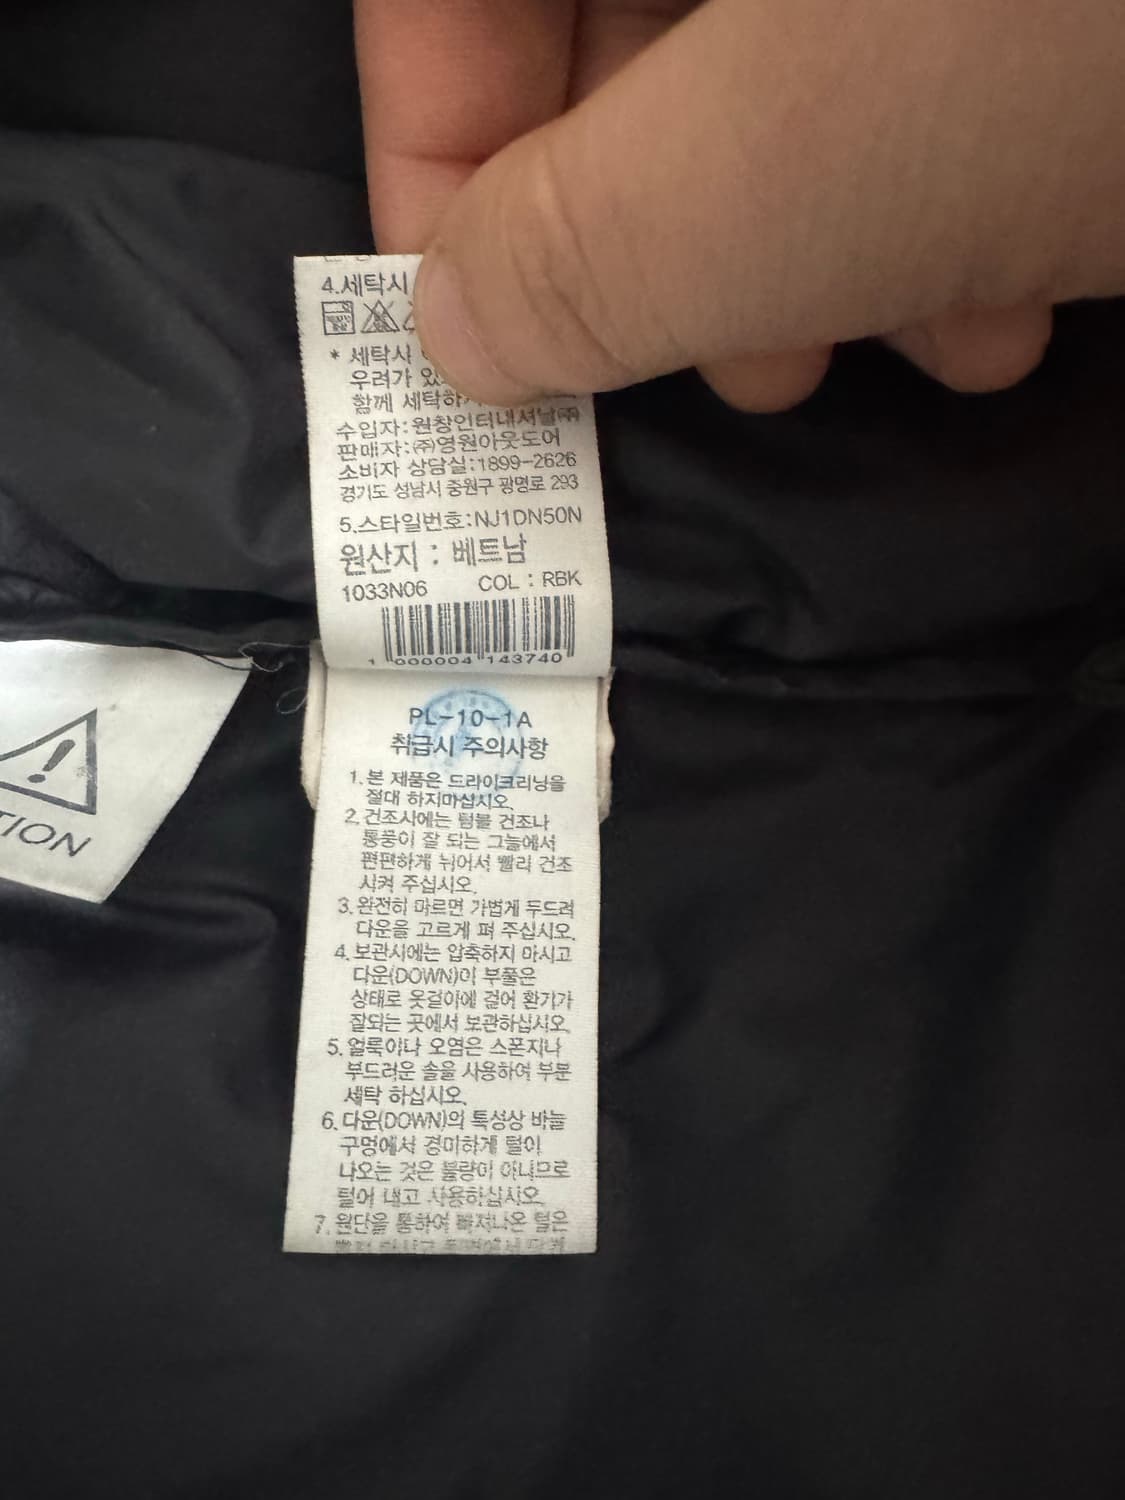 4.세탁시
* 세탁시
우려가 있
함께 세탁하
수입자:원창인터내셔날㈜
판매자:㈜영원아웃도어
소비자 상담실:1899-2626
경기도 성남시 중원구 광명로 293
5.스타일번호:NJ1DN50N
원산지 : 베트남
1033N06 COL : RBK
1 000004 143740
PL-10-1A
취급시 주의사항
1.본 제품은 드라이크리닝을
절대 하지마십시오.
2.건조시에는 텀블 건조나
통풍이 잘 되는 그늘에서
편편하게 뉘어서 빨리 건조
시켜 주십시오.
3.완전히 마르면 가볍게 두드려
다운을 고르게 펴 주십시오.
4.보관시에는 압축하지 마시고
다운(DOWN)이 부풀은
상태로 옷걸이에 걸어 환기가
잘되는 곳에서 보관하십시오.
5.얼룩이나 오염은 스폰지나
부드러운 솔을 사용하여 부분
세탁 하십시오.
6.다운(DOWN)의 특성상 바늘
구멍에서 경미하게 털이
나오는 것은 불량이 아니므로
털어 내고 사용하십시오.
7.원단을 통하여 빠져나온 털은
TION